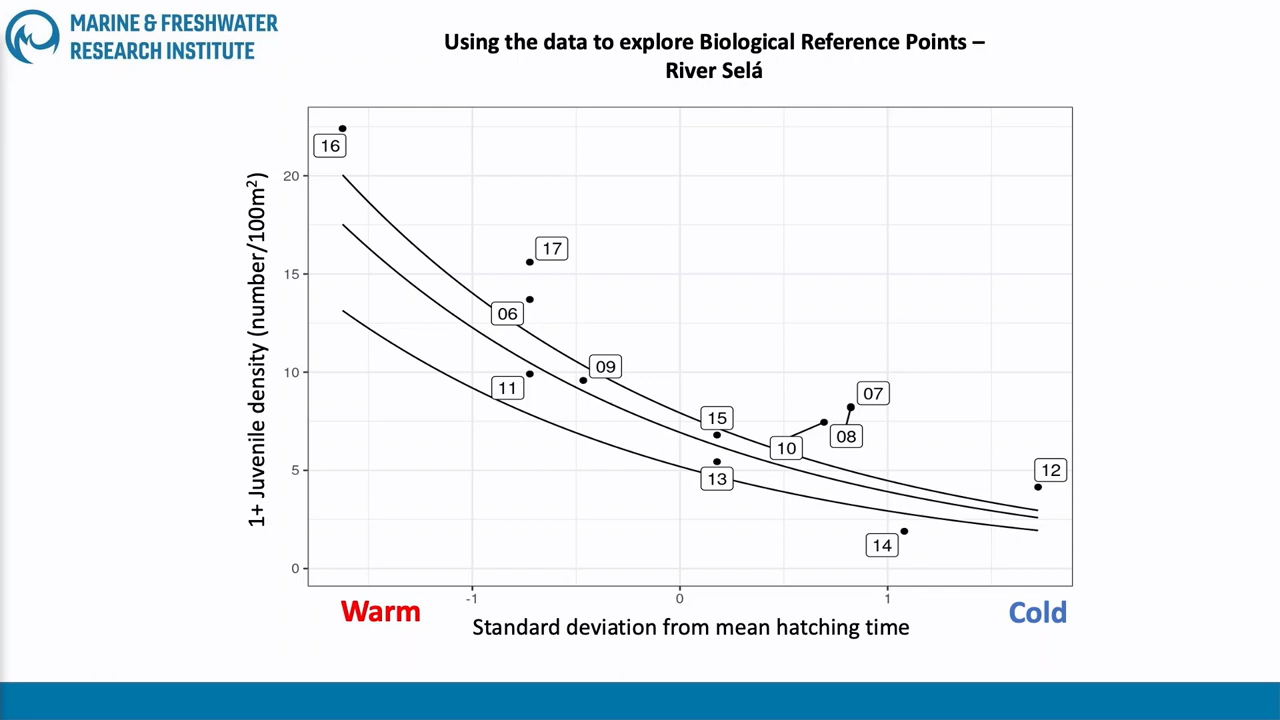 MARINE & FRESHWATER
RESEARCH INSTITUTE
Using the data to explore Biological Reference Points –
River Selá
1+ Juvenile density (number/100m²)
20
15
10
5
0
16
17
06
09
11
15
13
10
07
08
12
14
-1
0
1
Warm
Cold
Standard deviation from mean hatching time